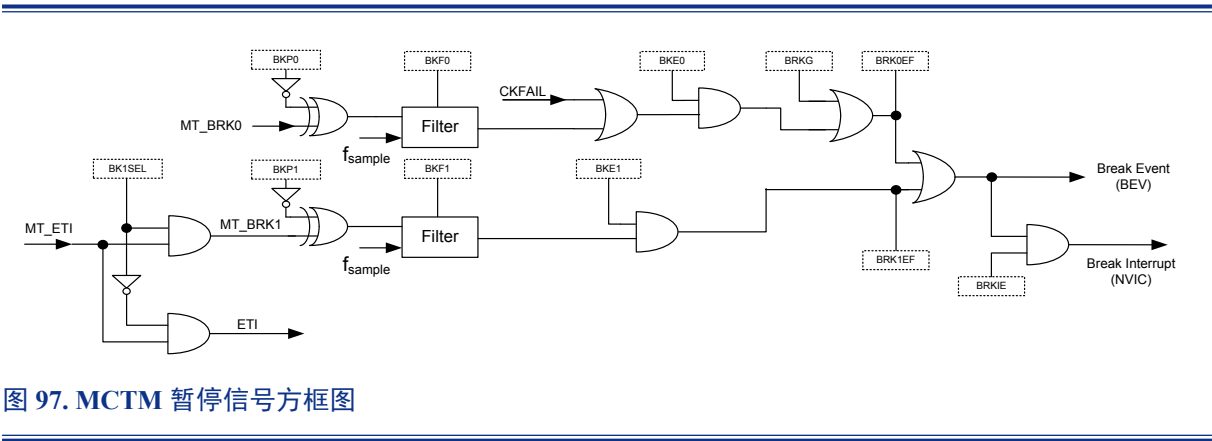 BKP0
BKF0
BKE0
BRKG
BRK0EF
CKFAIL
MT_BRK0
Filter
fsample
BK1SEL
BKP1
BKF1
BKE1
Break Event
(BEV)
MT_ETI
MT_BRK1
Filter
fsample
BRK1EF
Break Interrupt
(NVIC)
BRKIE
ETI
图 97. MCTM 暂停信号方框图